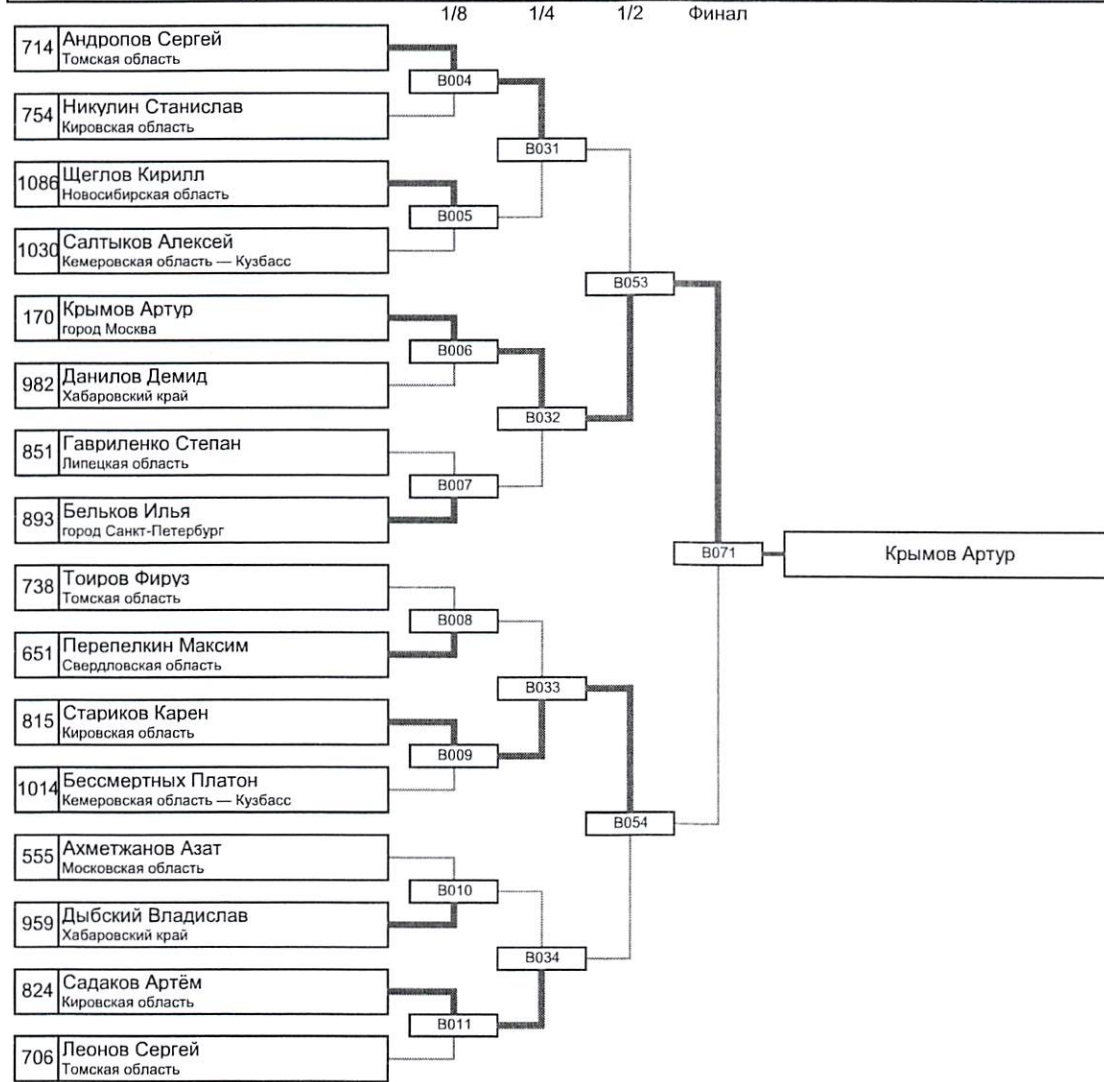 1/8 1/4 1/2 Финал
714 Андропов Сергей
Томская область
B004
754 Никулин Станислав
Кировская область
B031
1086 Щеглов Кирилл
Новосибирская область
B005
1030 Салтыков Алексей
Кемеровская область — Кузбасс
B053
170 Крымов Артур
город Москва
B006
982 Данилов Демид
Хабаровский край
B032
851 Гавриленко Степан
Липецкая область
B007
893 Бельков Илья
город Санкт-Петербург
B071 Крымов Артур
738 Тоиров Фируз
Томская область
B008
651 Перепелкин Максим
Свердловская область
B033
815 Стариков Карен
Кировская область
B009
1014 Бессмертных Платон
Кемеровская область — Кузбасс
B054
555 Ахметжанов Азат
Московская область
B010
959 Дыбский Владислав
Хабаровский край
B034
824 Садаков Артём
Кировская область
B011
706 Леонов Сергей
Томская область